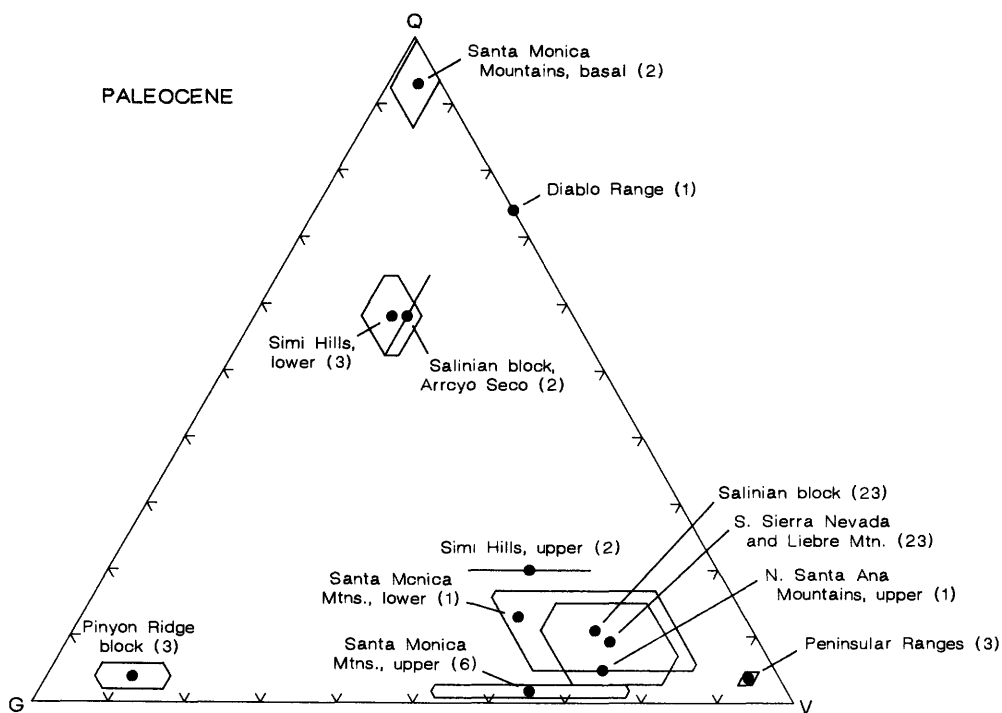 Q
Santa Monica
Mountains, basal (2)
PALEOCENE
Diablo Range (1)
Simi Hills,
lower (3)
Salinian block,
Arrcyo Seco (2)
Salinian block (23)
S. Sierra Nevada
and Liebre Mtn. (23)
Simi Hills, upper (2)
N. Santa Ana
Mountains, upper (1)
Santa Mcnica
Mtns., lower (1)
Pinyon Ridge
block (3)
Santa Monica
Mtns., upper (6)
Peninsular Ranges (3)
G
V